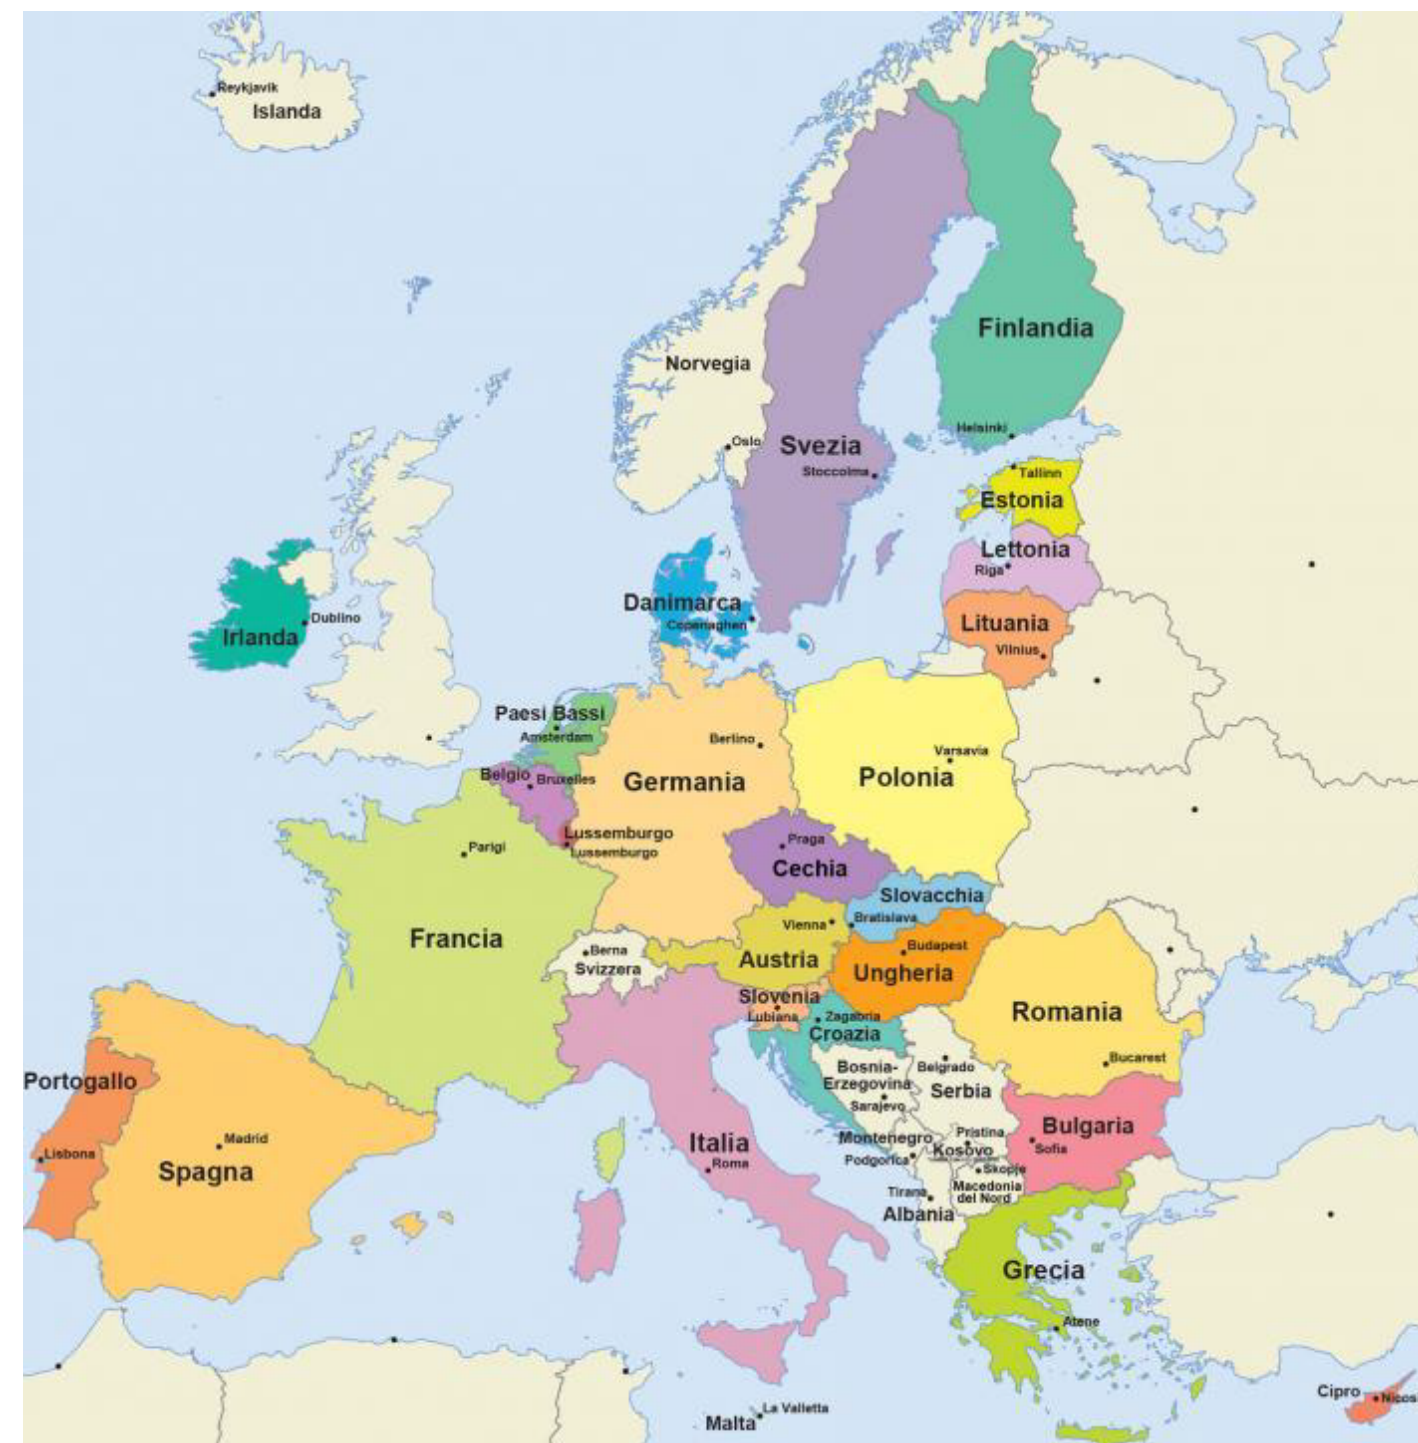 Reykjavik
Islanda
Finlandia
Norvegia
Helsinki
Oslo
Svezia
Stoccolma
Tallinn
Estonia
Lettonia
Riga
Danimarca
Copenaghen
Dublino
Irlanda
Lituania
Vilnius
Paesi Bassi
Amsterdam
Berlino
Varsavia
Belgio
Bruxelles
Germania
Polonia
Lussemburgo
Lussemburgo
Parigi
Praga
Cechia
Slovacchia
Bratislava
Vienna
Francia
Berna
Svizzera
Austria
Budapest
Ungheria
Slovenia
Lubiana
Zagabria
Croazia
Romania
Bucarest
Bosnia-
Erzegovina
Sarajevo
Belgrado
Serbia
Portogallo
Lisbona
Madrid
Spagna
Italia
Roma
Montenegro
Podgorica
Pristina
Kosovo
Bulgaria
Sofia
Skopje
Macedonia
del Nord
Tirana
Albania
Grecia
Atene
Cipro
Nicos
La Valletta
Malta